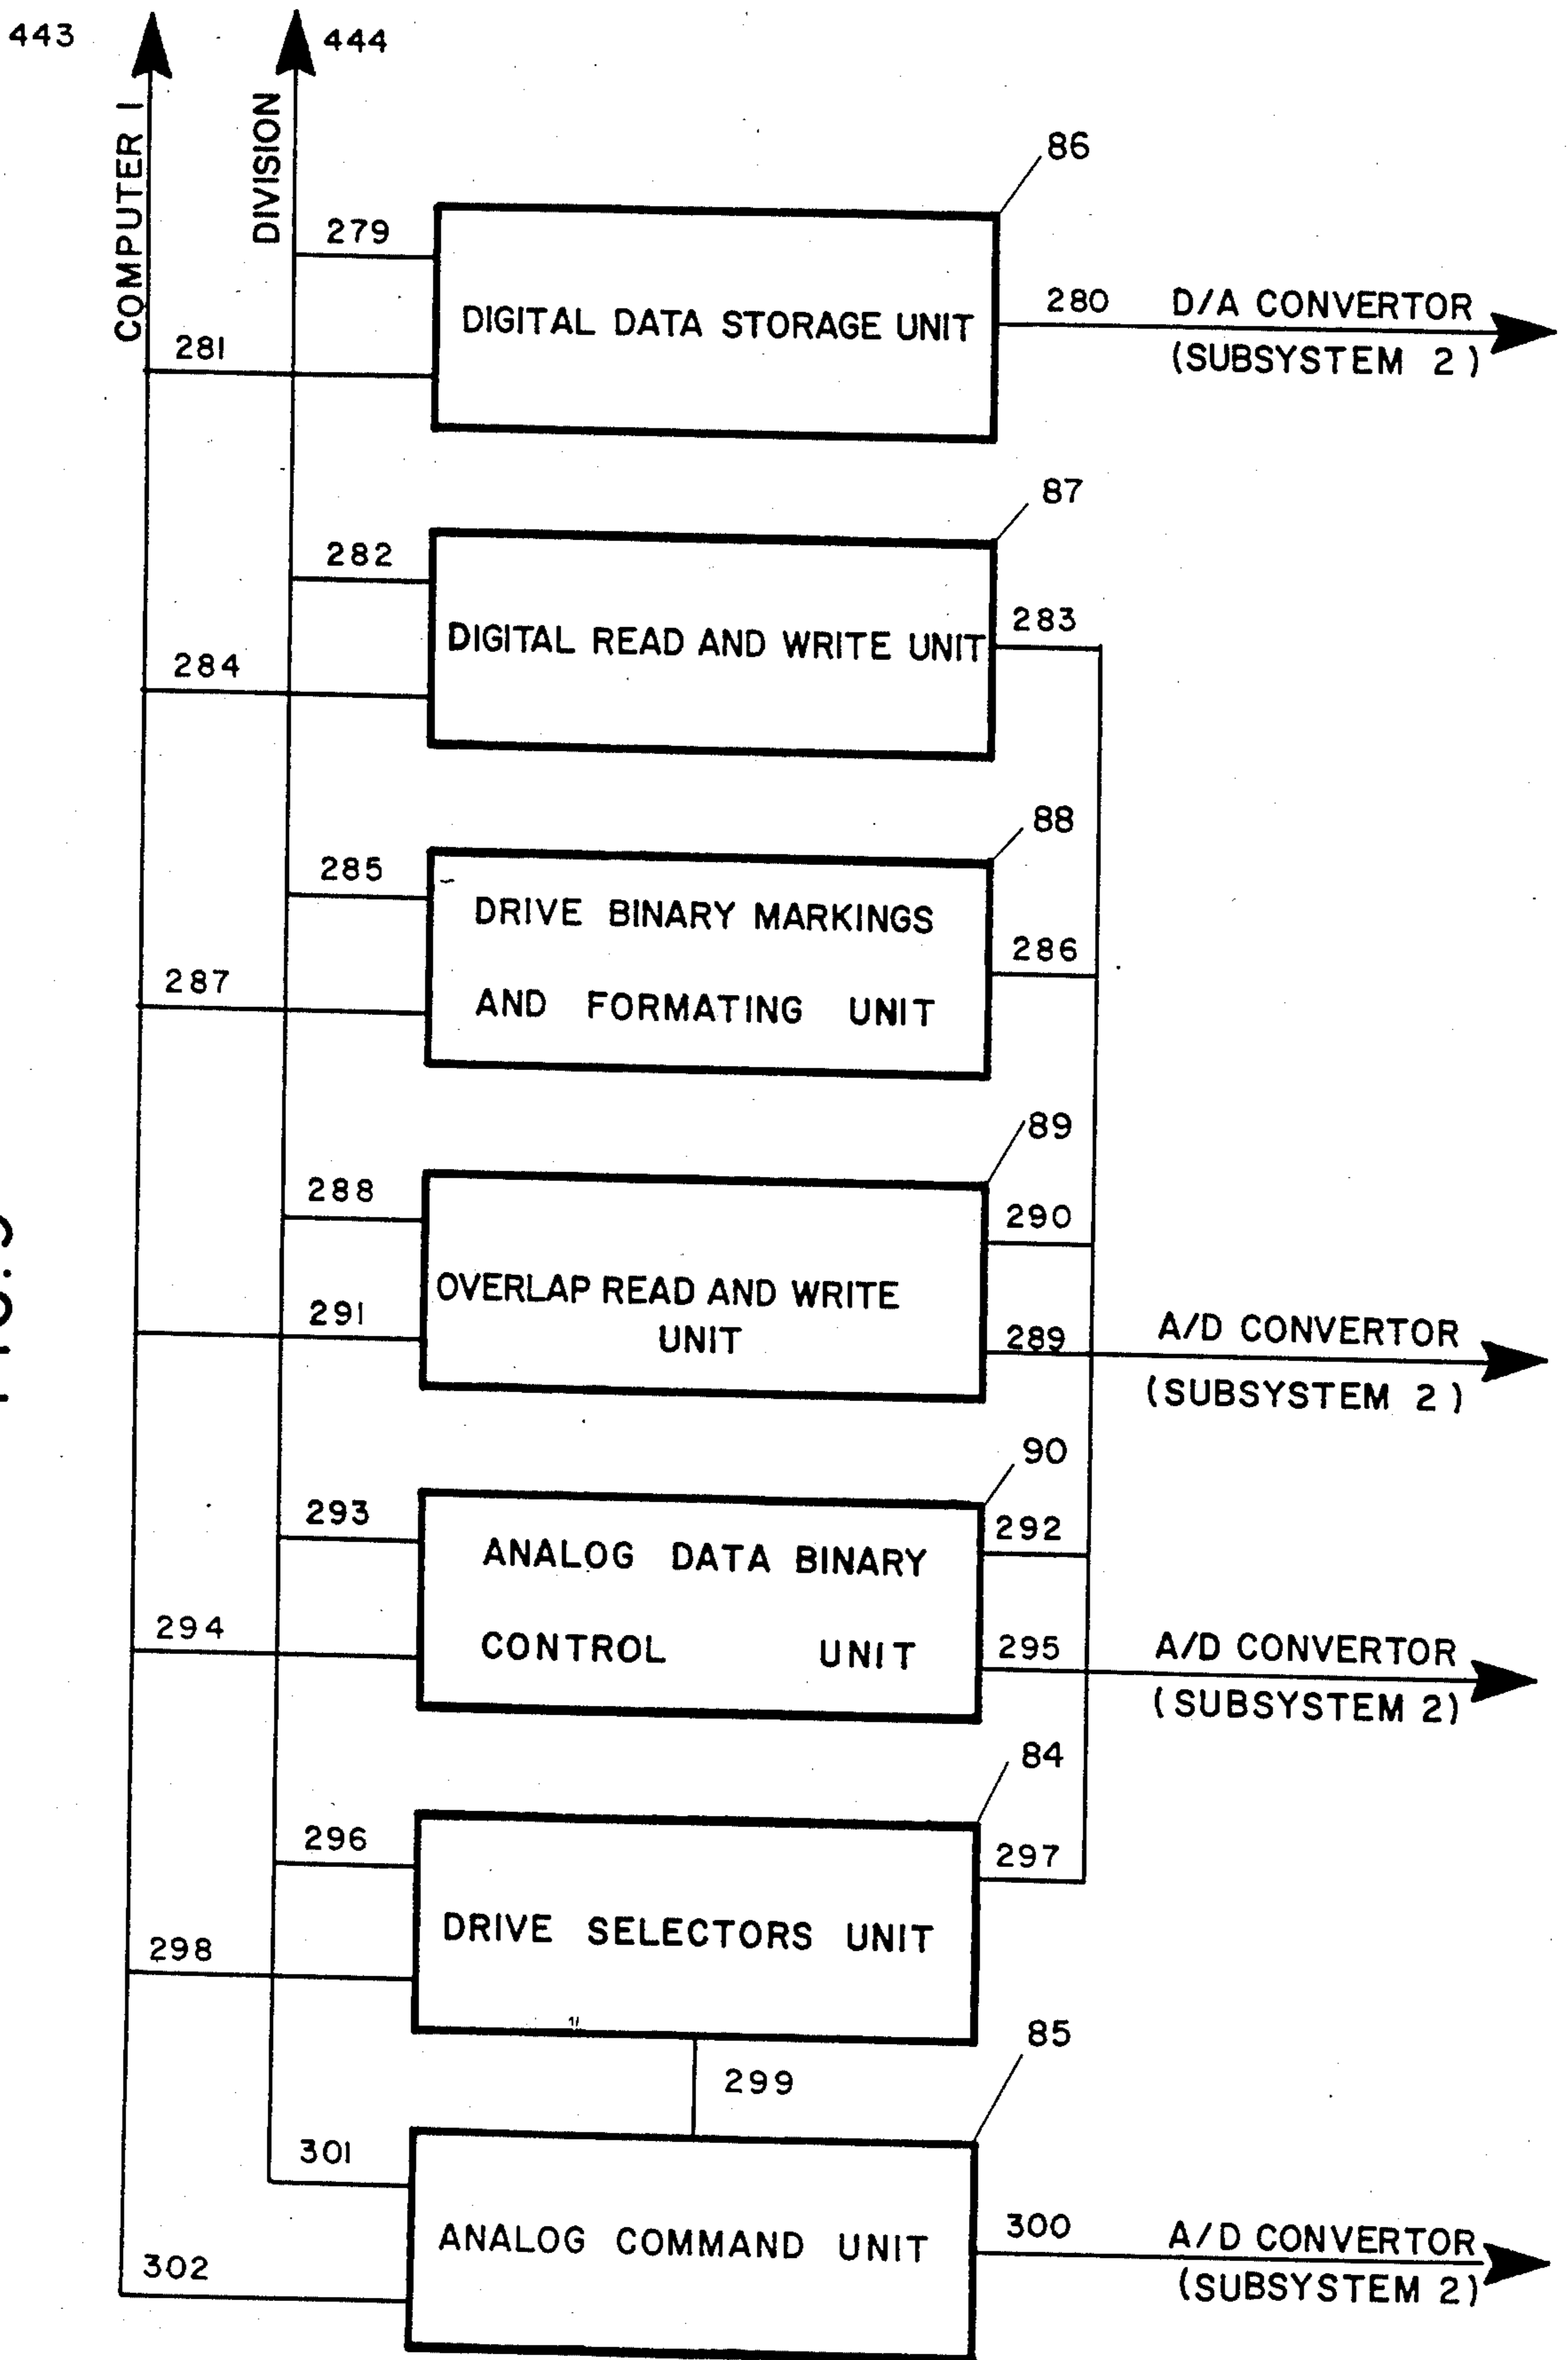 443
444
COMPUTER 1
DIVISION
86
279
DIGITAL DATA STORAGE UNIT
280
D/A CONVERTOR
(SUBSYSTEM 2)
281
87
282
DIGITAL READ AND WRITE UNIT
283
284
88
285
DRIVE BINARY MARKINGS
AND FORMATING UNIT
286
287
89
288
290
OVERLAP READ AND WRITE
UNIT
291
289
A/D CONVERTOR
(SUBSYSTEM 2)
90
293
292
ANALOG DATA BINARY
CONTROL UNIT
294
295
A/D CONVERTOR
(SUBSYSTEM 2)
84
296
297
DRIVE SELECTORS UNIT
298
299
85
301
ANALOG COMMAND UNIT
300
A/D CONVERTOR
(SUBSYSTEM 2)
302